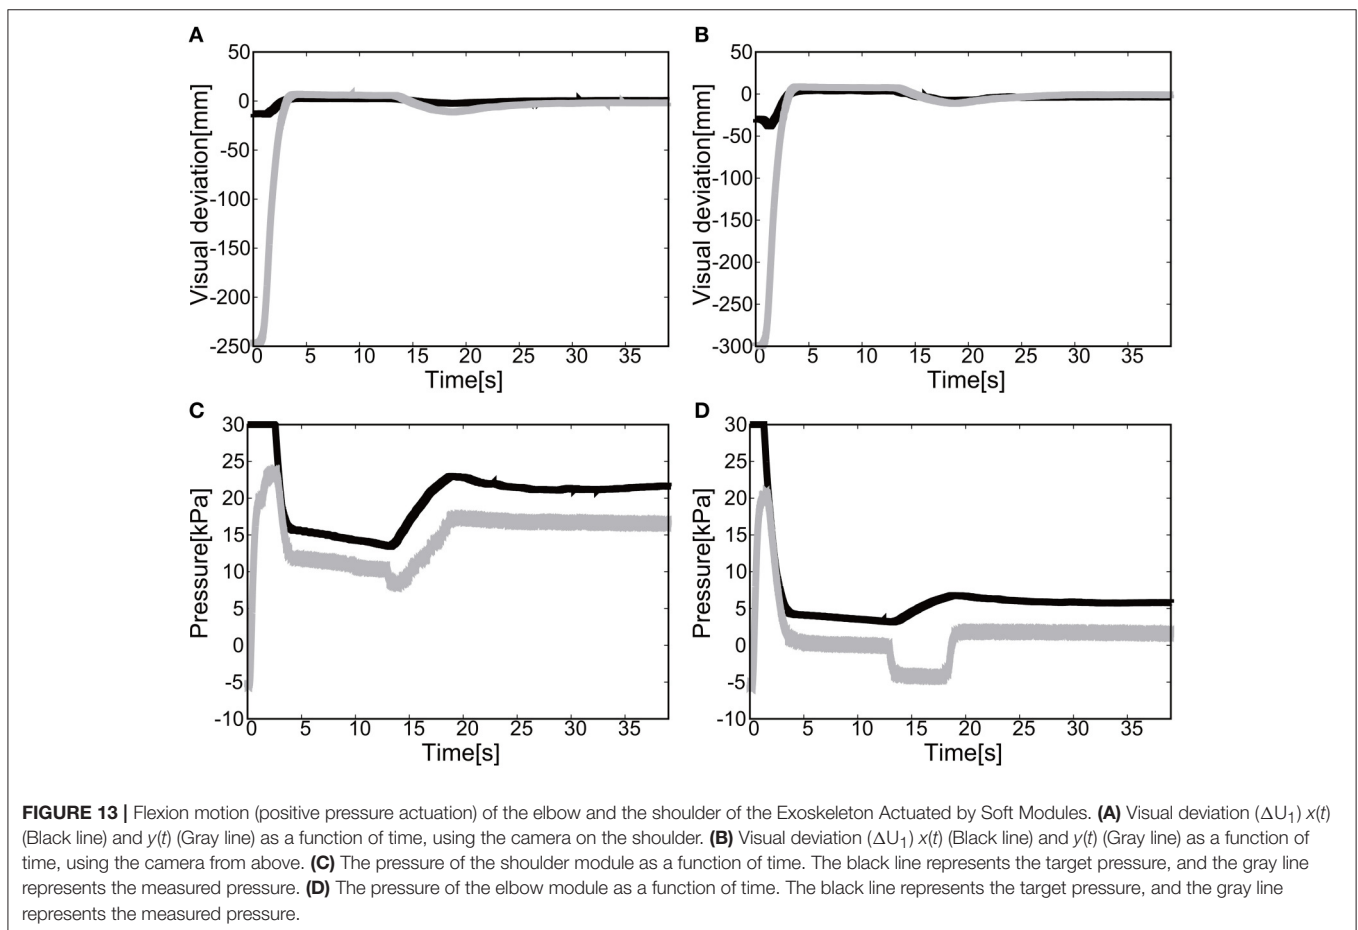 A
B
50
0
-50
-100
-150
-200
-250
Visual deviation[mm]
0 5 10 15 20 25 30 35
Time[s]
50
0
-50
-100
-150
-200
-250
-300
Visual deviation[mm]
0 5 10 15 20 25 30 35
Time[s]
C
D
30
25
20
15
10
5
0
-5
-10
Pressure[kPa]
0 5 10 15 20 25 30 35
Time[s]
30
25
20
15
10
5
0
-5
-10
Pressure[kPa]
0 5 10 15 20 25 30 35
Time[s]
FIGURE 13 | Flexion motion (positive pressure actuation) of the elbow and the shoulder of the Exoskeleton Actuated by Soft Modules. (A) Visual deviation (ΔU₁) x(t)
(Black line) and y(t) (Gray line) as a function of time, using the camera on the shoulder. (B) Visual deviation (ΔU₁) x(t) (Black line) and y(t) (Gray line) as a function of
time, using the camera from above. (C) The pressure of the shoulder module as a function of time. The black line represents the target pressure, and the gray line
represents the measured pressure. (D) The pressure of the elbow module as a function of time. The black line represents the target pressure, and the gray line
represents the measured pressure.